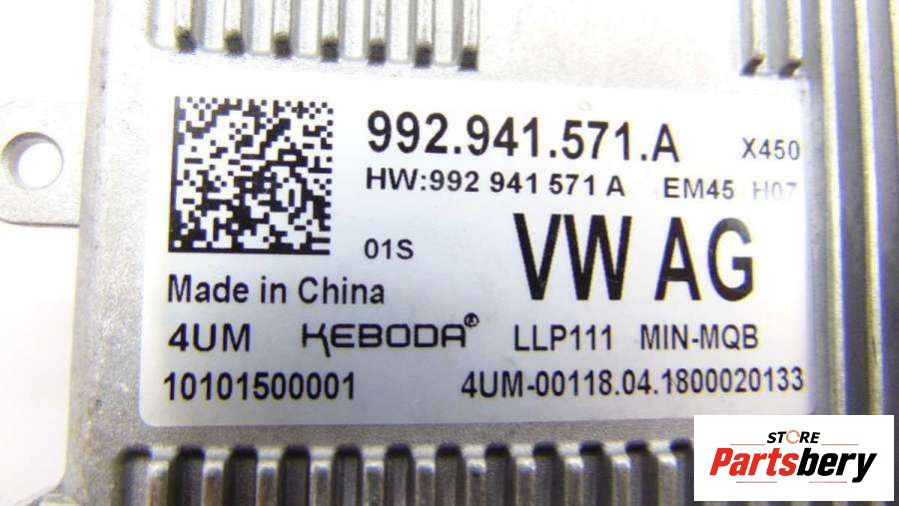 992.941.571.A X450
HW:992 941 571 A EM45 H07
01S VW AG
Made in China
4UM KEBODA® LLP111 MIN-MQB
10101500001 4UM-00118.04.1800020133
STORE
Partsbery